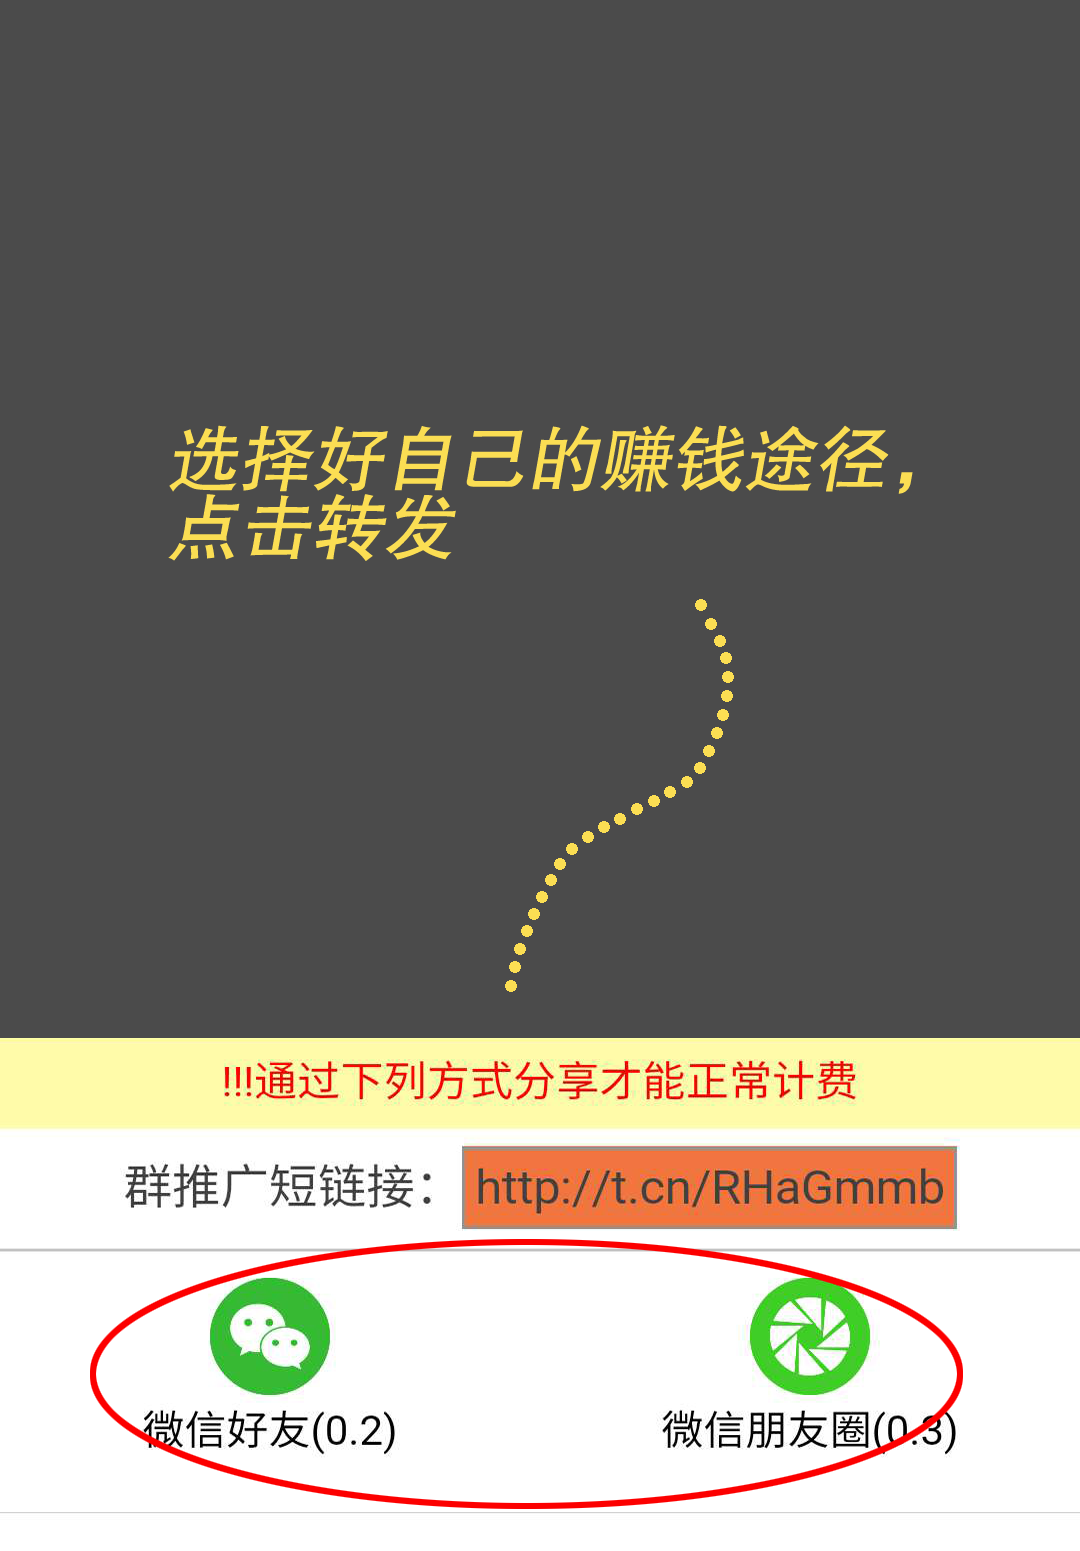 选择好自己的赚钱途径，
点击转发
!!!通过下列方式分享才能正常计费
群推广短链接：http://t.cn/RHaGmmb
微信好友(0.2) 微信朋友圈(0.3)